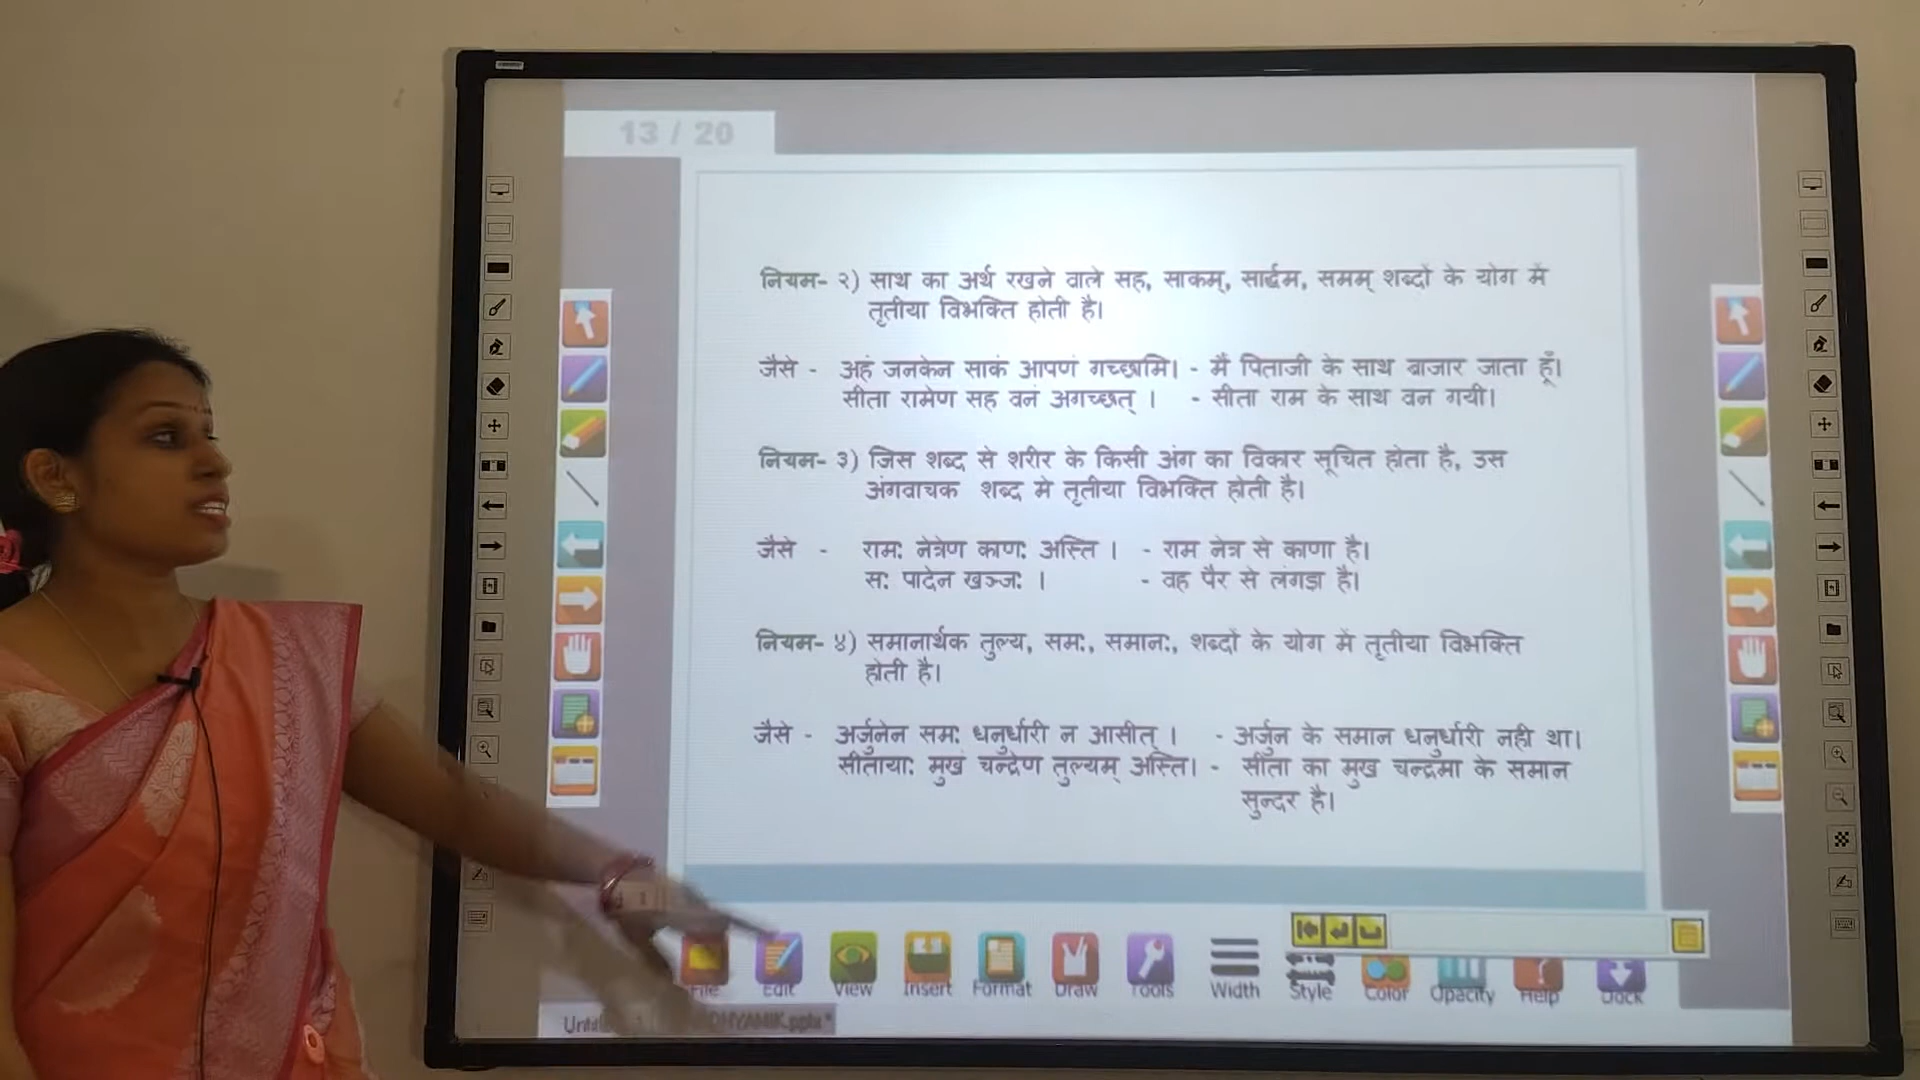 13 / 20
नियम- २) साथ का अर्थ रखने वाले सह, साकम्, सार्द्धम, समम् शब्दों के योग में
तृतीया विभक्ति होती है।
जैसे - अहं जनकेन साकं आपणं गच्छामि। - मैं पिताजी के साथ बाजार जाता हूँ।
सीता रामेण सह वनं अगच्छत् । - सीता राम के साथ वन गयी।
नियम- ३) जिस शब्द से शरीर के किसी अंग का विकार सूचित होता है, उस
अंगवाचक शब्द मे तृतीया विभक्ति होती है।
जैसे - रामः नेत्रेण काणः अस्ति । - राम नेत्र से काणा है।
सः पादेन खञ्जः । - वह पैर से लंगडा है।
नियम- ४) समानार्थक तुल्य, समः, समानः, शब्दों के योग में तृतीया विभक्ति
होती है।
जैसे - अर्जुनेन समः धनुर्धारी न आसीत् । - अर्जुन के समान धनुर्धारी नही था।
सीतायाः मुखं चन्द्रेण तुल्यम् अस्ति। - सीता का मुख चन्द्रमा के समान
सुन्दर है।
File Edit View Insert Format Draw Tools Width Style Color Opacity Help Dock